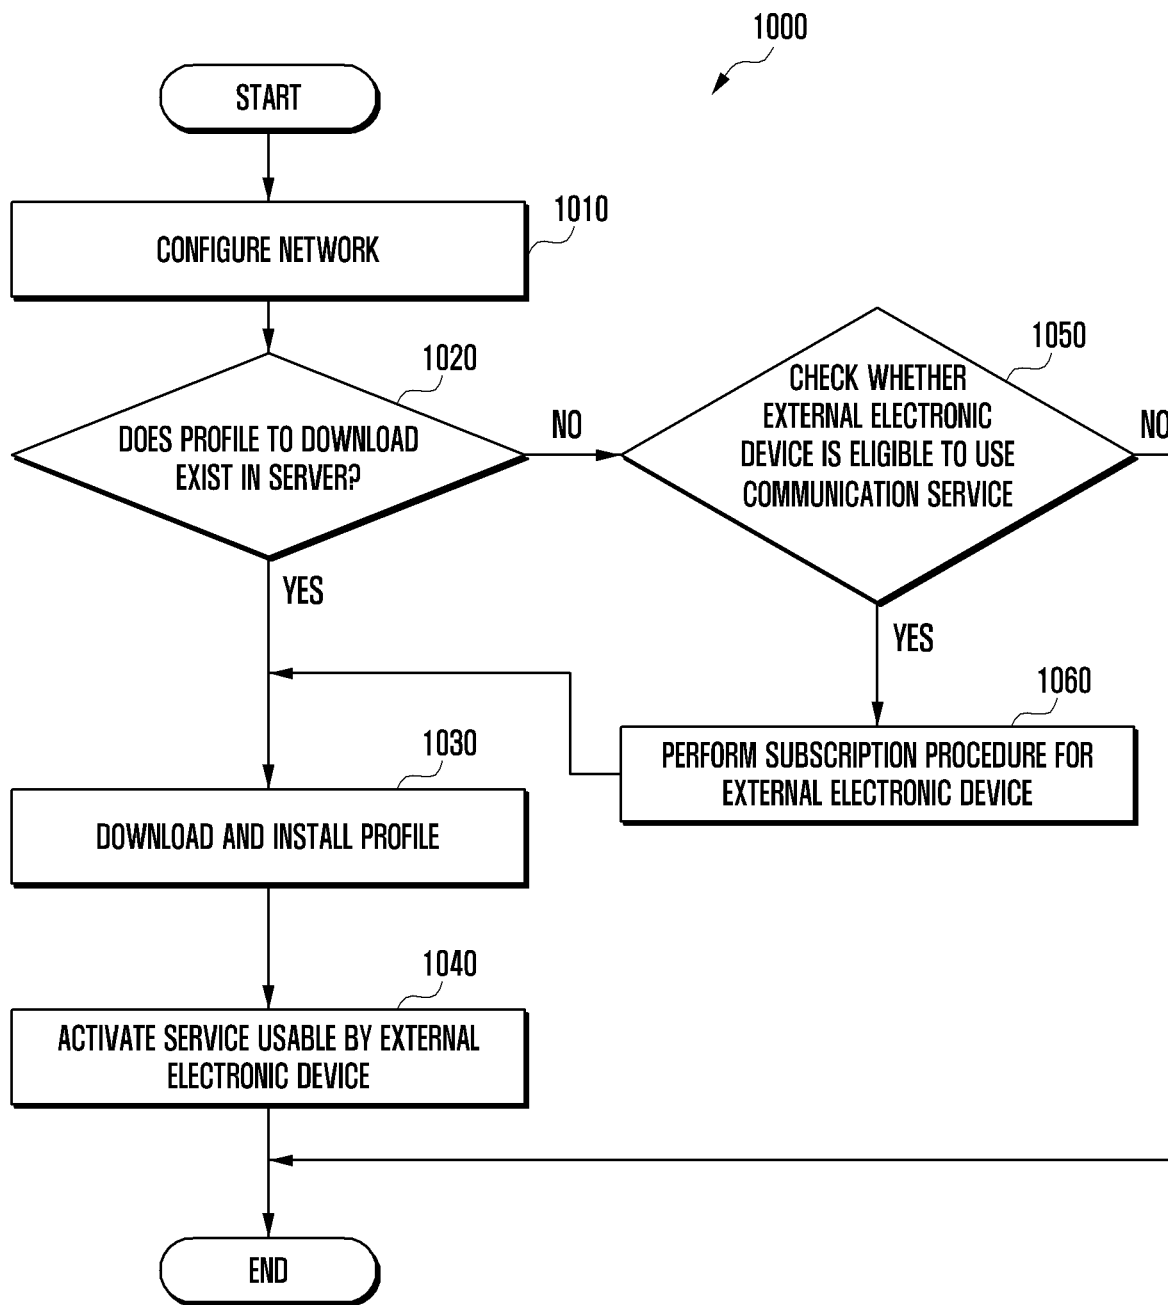 1000
START
1010
CONFIGURE NETWORK
1020
DOES PROFILE TO DOWNLOAD
EXIST IN SERVER?
NO
1050
CHECK WHETHER
EXTERNAL ELECTRONIC
DEVICE IS ELIGIBLE TO USE
COMMUNICATION SERVICE
NO
YES
YES
1060
PERFORM SUBSCRIPTION PROCEDURE FOR
EXTERNAL ELECTRONIC DEVICE
1030
DOWNLOAD AND INSTALL PROFILE
1040
ACTIVATE SERVICE USABLE BY EXTERNAL
ELECTRONIC DEVICE
END